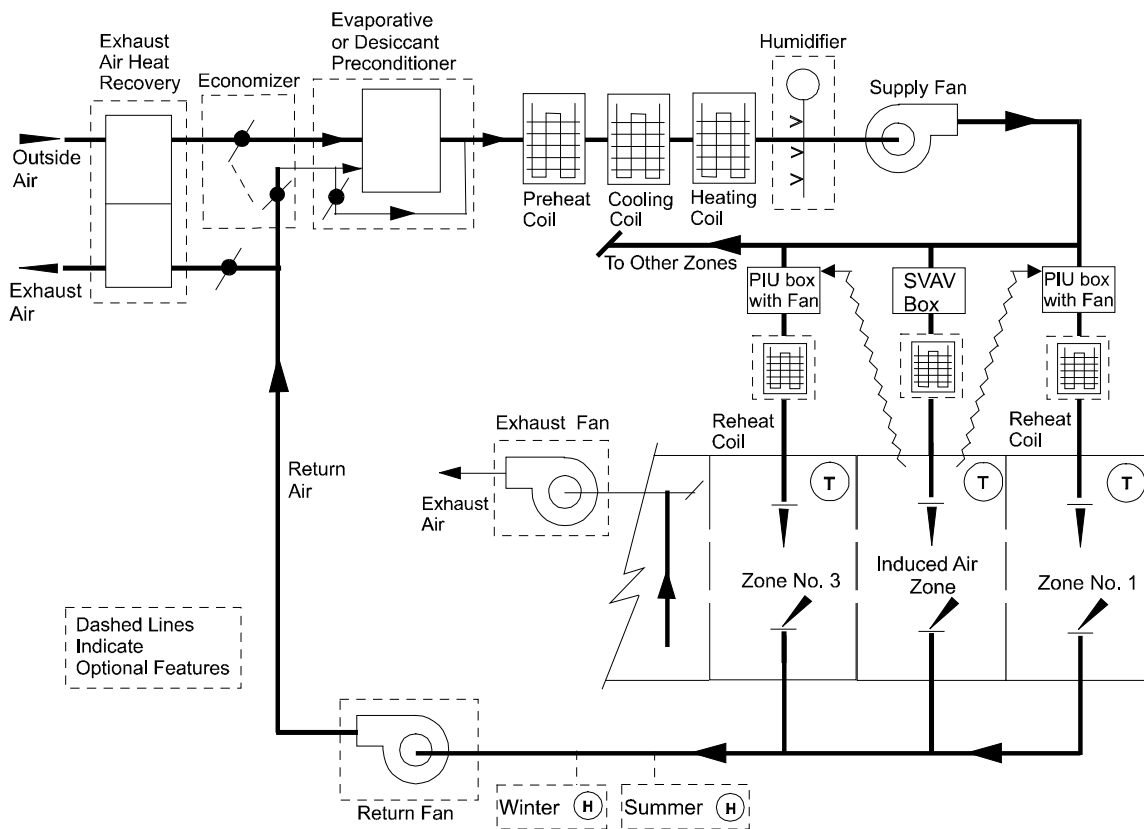 Exhaust
Air Heat
Recovery
Economizer
Evaporative
or Desiccant
Preconditioner
Humidifier
Supply Fan
Outside
Air
Exhaust
Air
Preheat
Coil
Cooling
Coil
Heating
Coil
To Other Zones
PIU box
with Fan
SVAV
Box
PIU box
with Fan
Reheat
Coil
Reheat
Coil
Exhaust Fan
Exhaust
Air
Return
Air
T
T
T
Zone No. 3
Induced Air
Zone
Zone No. 1
Dashed Lines
Indicate
Optional Features
Return Fan
Winter H
Summer H